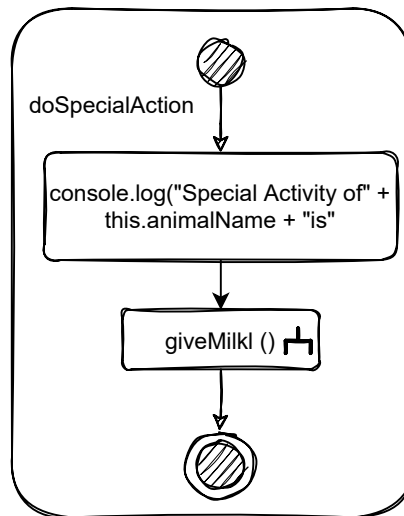 doSpecialAction
console.log("Special Activity of" +
this.animalName + "is"
giveMilkl ()